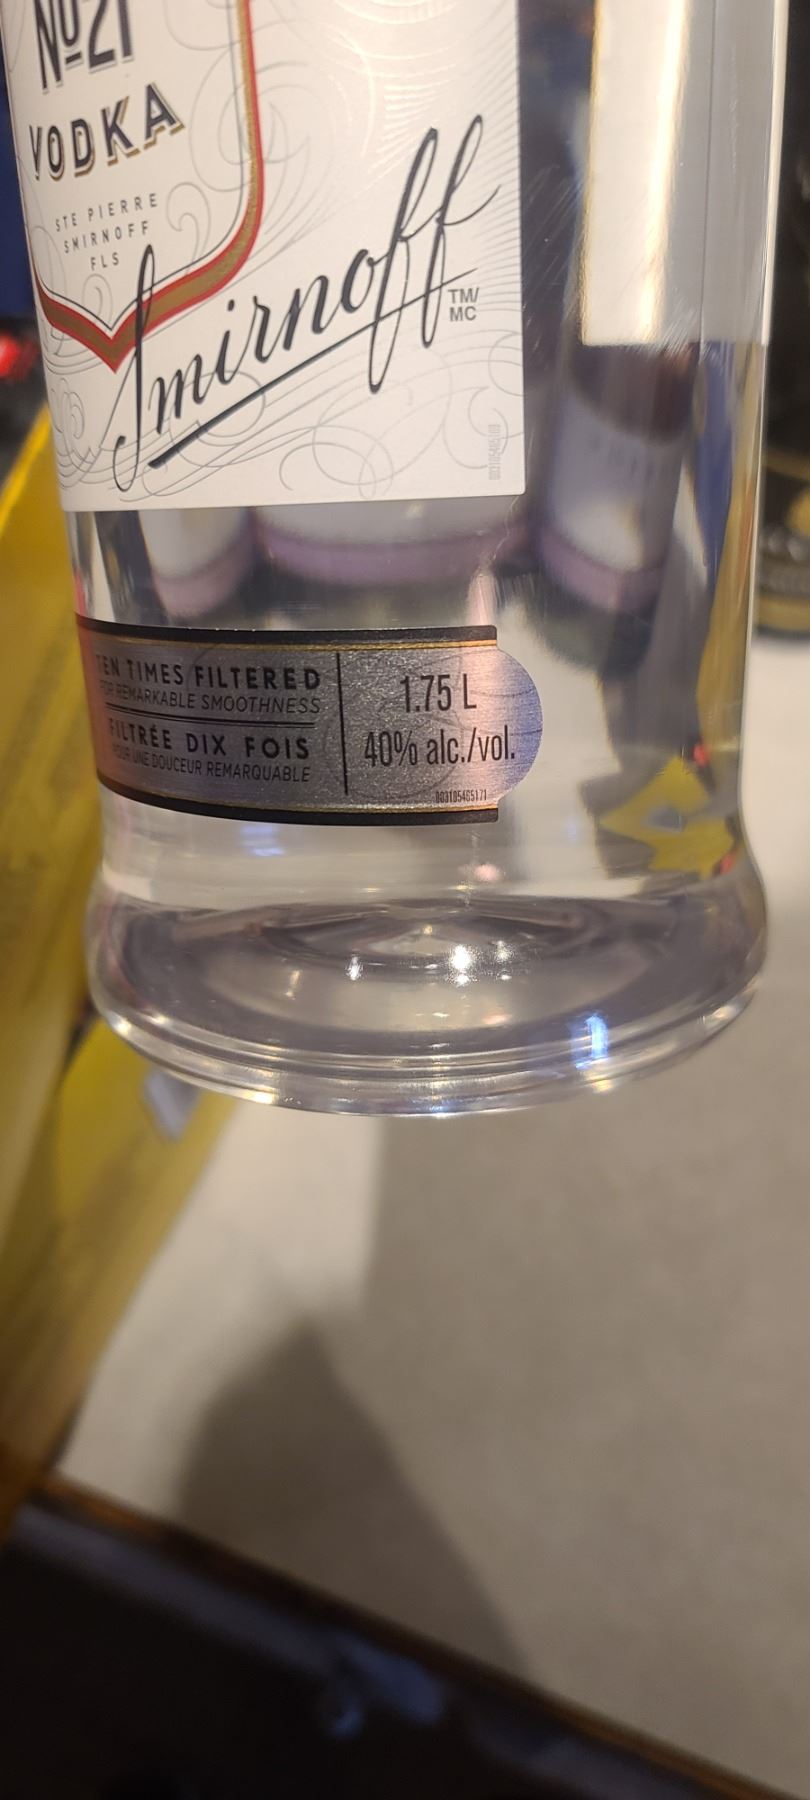 No21
VODKA
STE PIERRE
SMIRNOFF
FLS
Smirnoff
TM/
MC
TEN TIMES FILTERED
FOR REMARKABLE SMOOTHNESS
FILTRÉE DIX FOIS
POUR UNE DOUCEUR REMARQUABLE
1.75 L
40% alc./vol.